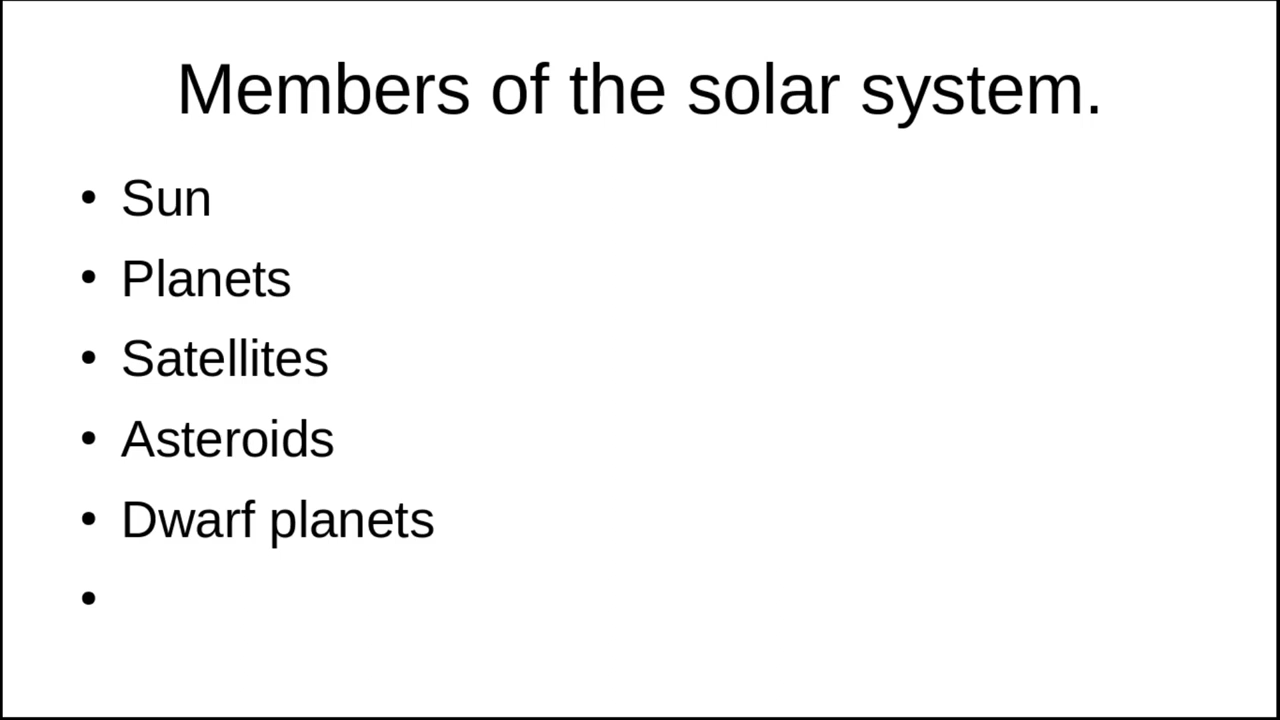 Members of the solar system.
• Sun
• Planets
• Satellites
• Asteroids
• Dwarf planets
•